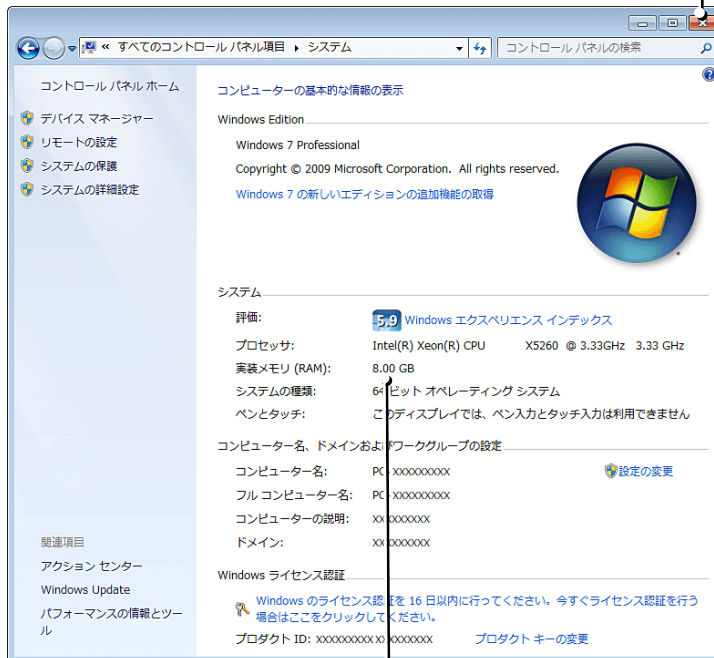 « すべてのコントロール パネル項目 ▸ システム
コントロール パネルの検索
コントロール パネル ホーム
デバイス マネージャー
リモートの設定
システムの保護
システムの詳細設定
コンピューターの基本的な情報の表示
Windows Edition
Windows 7 Professional
Copyright © 2009 Microsoft Corporation. All rights reserved.
Windows 7 の新しいエディションの追加機能の取得
システム
評価: 5.9 Windows エクスペリエンス インデックス
プロセッサ: Intel(R) Xeon(R) CPU X5260 @ 3.33GHz 3.33 GHz
実装メモリ (RAM): 8.00 GB
システムの種類: 64 ビット オペレーティング システム
ペンとタッチ: このディスプレイでは、ペン入力とタッチ入力は利用できません
コンピューター名、ドメインおよびワークグループの設定
コンピューター名: PC-XXXXXXXXX 設定の変更
フル コンピューター名: PC-XXXXXXXXX
コンピューターの説明: XXXXXXXXX
ドメイン: XXXXXXXXX
Windows ライセンス認証
Windows のライセンス認証を 16 日以内に行ってください。今すぐライセンス認証を行う
場合はここをクリックしてください。
プロダクト ID: XXXXXXXXX XXXXXXXXX プロダクト キーの変更
関連項目
アクション センター
Windows Update
パフォーマンスの情報とツー
ル